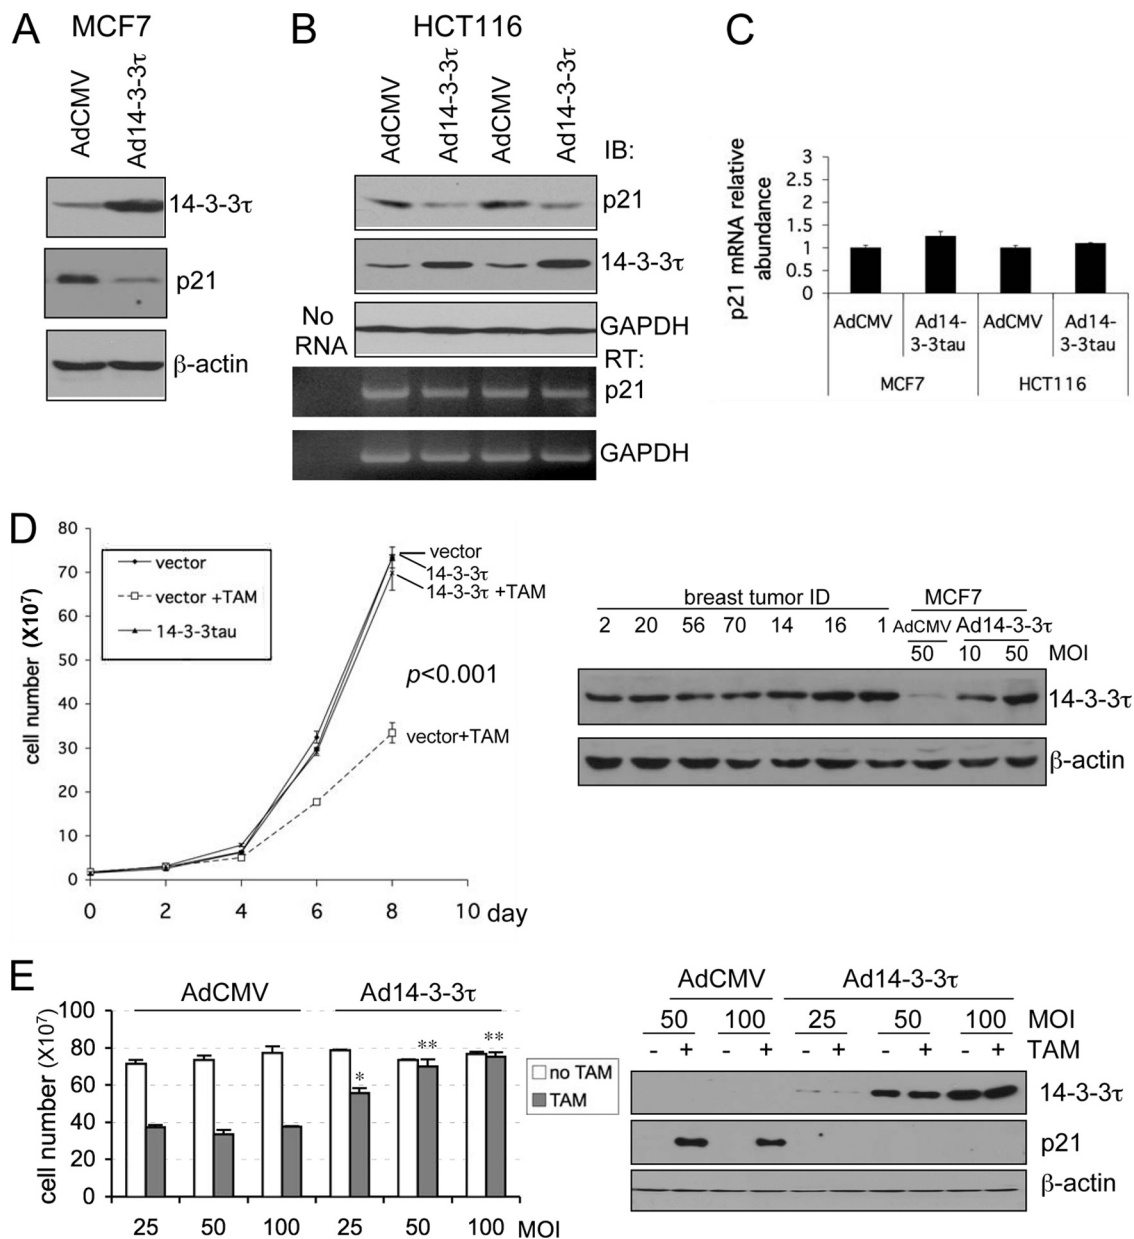 A
MCF7
AdCMV
Ad14-3-3τ
14-3-3τ
p21
β-actin
B
HCT116
AdCMV
Ad14-3-3τ
AdCMV
Ad14-3-3τ
IB:
p21
14-3-3τ
GAPDH
No
RNA
RT:
p21
GAPDH
C
p21 mRNA relative
abundance
3
2.5
2
1.5
1
0.5
0
AdCMV
Ad14-
3-3tau
AdCMV
Ad14-
3-3tau
MCF7
HCT116
D
cell number (X10⁷)
80
70
60
50
40
30
20
10
0
vector
vector +TAM
14-3-3tau
vector
14-3-3τ
14-3-3τ +TAM
p<0.001
vector+TAM
0 2 4 6 8 10 day
breast tumor ID
2 20 56 70 14 16 1
MCF7
AdCMV Ad14-3-3τ
50 10 50 MOI
14-3-3τ
β-actin
E
AdCMV
Ad14-3-3τ
cell number (X10⁷)
100
80
60
40
20
0
* ** **
no TAM
TAM
25 50 100 25 50 100 MOI
AdCMV Ad14-3-3τ
50 100 25 50 100 MOI
- + - + - + - + - + TAM
14-3-3τ
p21
β-actin